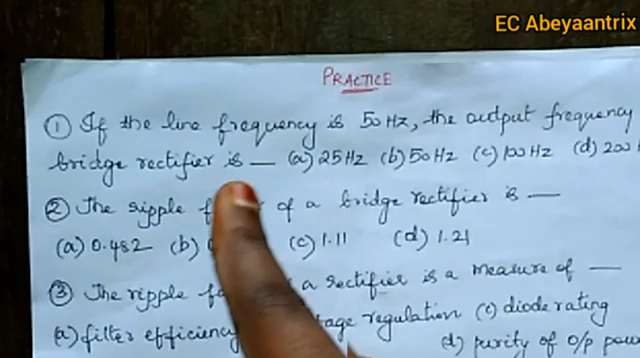 EC Abeyaantrix
PRACTICE
① If the line frequency is 50 Hz, the output frequency
bridge rectifier is — (a) 25 Hz (b) 50 Hz (c) 100 Hz (d) 200
② The ripple of a bridge rectifier is —
(a) 0.482 (b) (c) 1.11 (d) 1.21
③ The ripple a rectifier is a measure of —
(a) filter efficiency regulation (c) diode rating
(d) purity of o/p